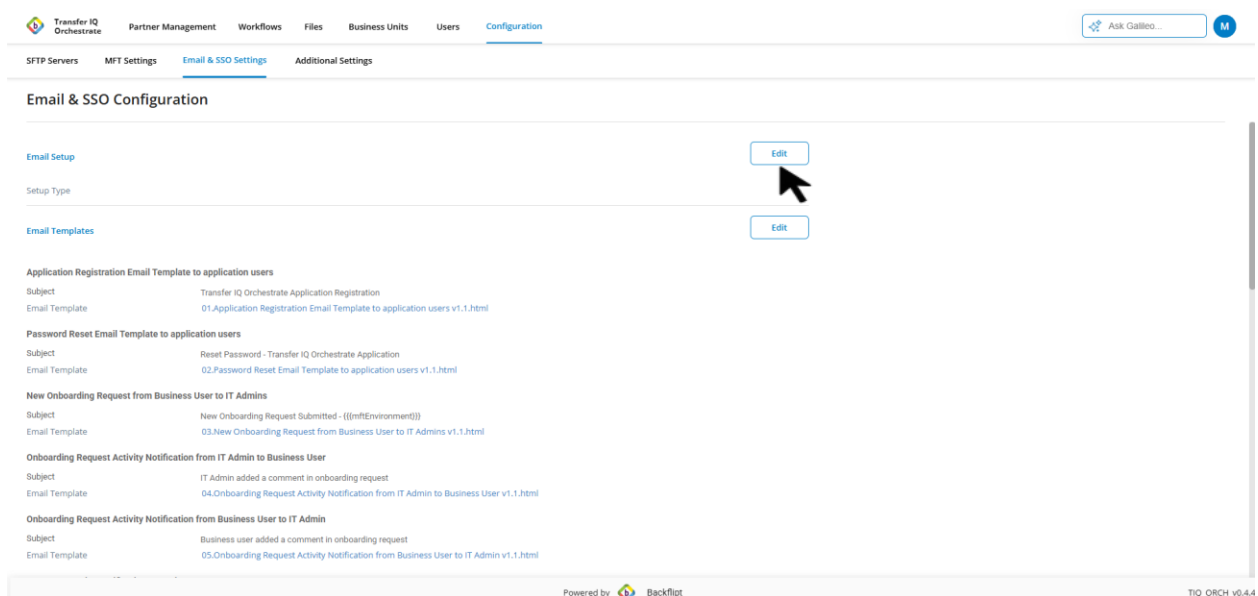 Transfer IQ
Orchestrate
Partner Management Workflows Files Business Units Users Configuration
Ask Galileo...
M
SFTP Servers MFT Settings Email & SSO Settings Additional Settings
Email & SSO Configuration
Email Setup Edit
Setup Type
Email Templates Edit
Application Registration Email Template to application users
Subject Transfer IQ Orchestrate Application Registration
Email Template 01.Application Registration Email Template to application users v1.1.html
Password Reset Email Template to application users
Subject Reset Password - Transfer IQ Orchestrate Application
Email Template 02.Password Reset Email Template to application users v1.1.html
New Onboarding Request from Business User to IT Admins
Subject New Onboarding Request Submitted - {{{mftEnvironment}}}
Email Template 03.New Onboarding Request from Business User to IT Admins v1.1.html
Onboarding Request Activity Notification from IT Admin to Business User
Subject IT Admin added a comment in onboarding request
Email Template 04.Onboarding Request Activity Notification from IT Admin to Business User v1.1.html
Onboarding Request Activity Notification from Business User to IT Admin
Subject Business user added a comment in onboarding request
Email Template 05.Onboarding Request Activity Notification from Business User to IT Admin v1.1.html
Powered by Backflipt
TIQ_ORCH_v0.4.4